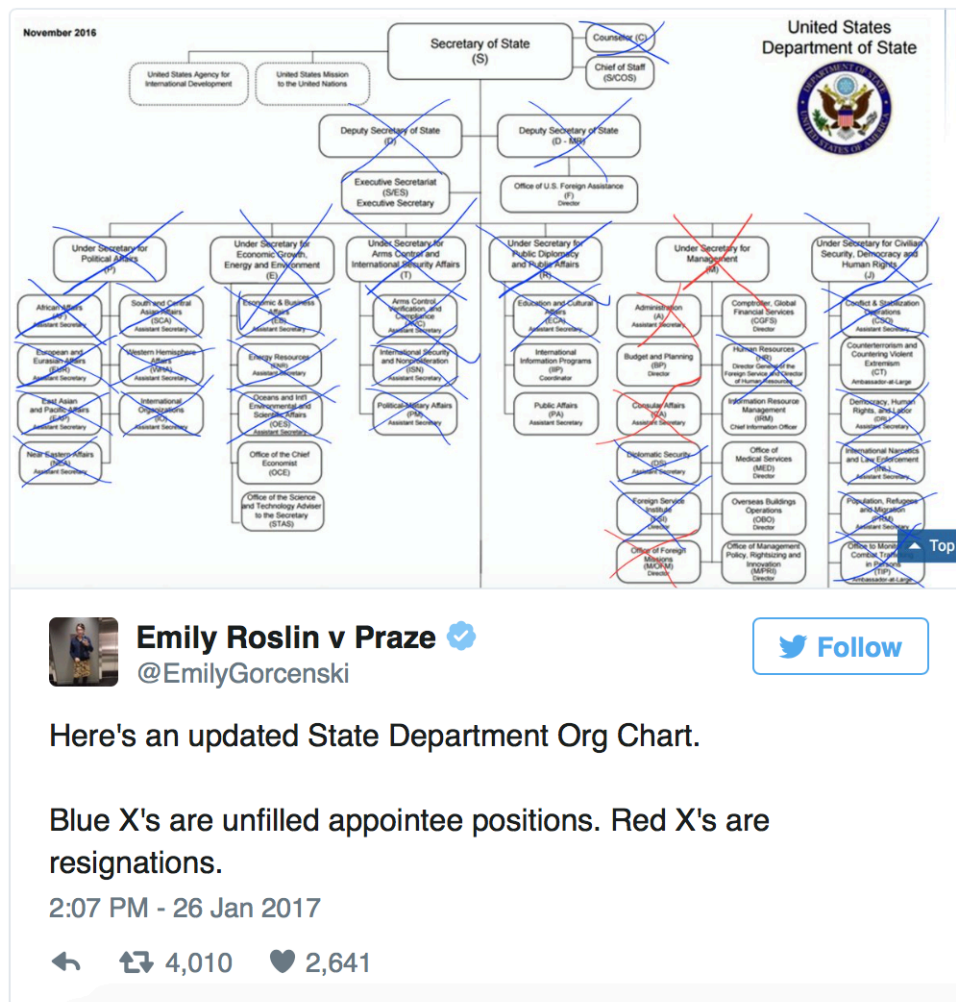 November 2016
United States
Department of State
DEPARTMENT OF STATE
UNITED STATES OF AMERICA
Secretary of State
(S)
Counselor (C)
Chief of Staff
(S/COS)
United States Agency for
International Development
United States Mission
to the United Nations
Deputy Secretary of State
(D)
Deputy Secretary of State
(D - MR)
Executive Secretariat
(S/ES)
Executive Secretary
Office of U.S. Foreign Assistance
(F)
Director
Under Secretary for
Political Affairs
(P)
Under Secretary for
Economic Growth,
Energy and Environment
(E)
Under Secretary for
Arms Control and
International Security Affairs
(T)
Under Secretary for
Public Diplomacy
and Public Affairs
(R)
Under Secretary for
Management
(M)
Under Secretary for Civilian
Security, Democracy and
Human Rights
(J)
African Affairs
(AF)
Assistant Secretary
South and Central
Asian Affairs
(SCA)
Assistant Secretary
Economic & Business
Affairs
(EB)
Assistant Secretary
Arms Control,
Verification, and
Compliance
(AVC)
Assistant Secretary
Education and Cultural
Affairs
(ECA)
Assistant Secretary
Administration
(A)
Assistant Secretary
Comptroller, Global
Financial Services
(CGFS)
Director
Conflict & Stabilization
Operations
(CSO)
Assistant Secretary
European and
Eurasian Affairs
(EUR)
Assistant Secretary
Western Hemisphere
Affairs
(WHA)
Assistant Secretary
Energy Resources
(ENR)
Assistant Secretary
International Security
and Nonproliferation
(ISN)
Assistant Secretary
International
Information Programs
(IIP)
Coordinator
Budget and Planning
(BP)
Director
Human Resources
(HR)
Director General of the
Foreign Service and Director
of Human Resources
Counterterrorism and
Countering Violent
Extremism
(CT)
Ambassador-at-Large
East Asian
and Pacific Affairs
(EAP)
Assistant Secretary
International
Organizations
(IO)
Assistant Secretary
Oceans and Int'l
Environmental and
Scientific Affairs
(OES)
Assistant Secretary
Political-Military Affairs
(PM)
Assistant Secretary
Public Affairs
(PA)
Assistant Secretary
Consular Affairs
(CA)
Assistant Secretary
Information Resource
Management
(IRM)
Chief Information Officer
Democracy, Human
Rights, and Labor
(DRL)
Assistant Secretary
Near Eastern Affairs
(NEA)
Assistant Secretary
Office of the Chief
Economist
(OCE)
Diplomatic Security
(DS)
Assistant Secretary
Office of
Medical Services
(MED)
Director
International Narcotics
and Law Enforcement
(INL)
Assistant Secretary
Office of the Science
and Technology Adviser
to the Secretary
(STAS)
Foreign Service
Institute
(FSI)
Director
Overseas Buildings
Operations
(OBO)
Director
Population, Refugees
and Migration
(PRM)
Assistant Secretary
Office of Foreign
Missions
(M/OFM)
Director
Office of Management
Policy, Rightsizing and
Innovation
(M/PRI)
Director
Office to Monitor
Combat
in Persons
(TIP)
Ambassador-at-Large
Top
Emily Roslin v Praze
@EmilyGorcenski
Follow
Here's an updated State Department Org Chart.
Blue X's are unfilled appointee positions. Red X's are
resignations.
2:07 PM - 26 Jan 2017
4,010
2,641